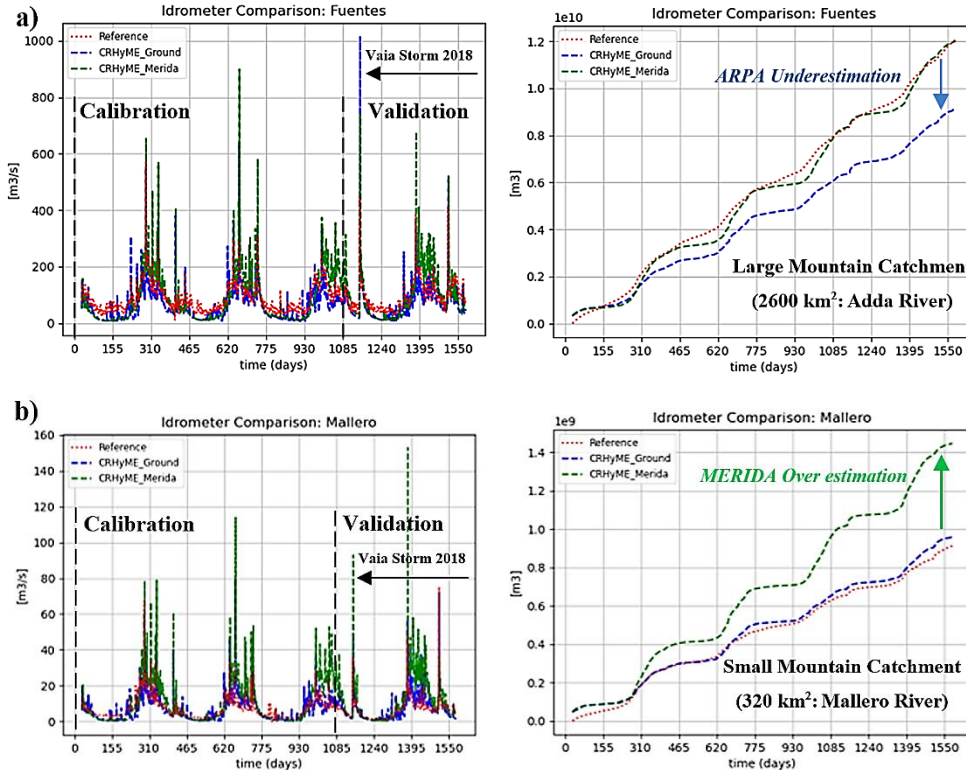 a)
Idrometer Comparison: Fuentes
Reference
CRHyME_Ground
CRHyME_Merida
Vaia Storm 2018
Calibration
Validation
[m3/s]
1000
800
600
400
200
0
0 155 310 465 620 775 930 1085 1240 1395 1550
time (days)
Idrometer Comparison: Fuentes
1e10
Reference
CRHyME_Ground
CRHyME_Merida
ARPA Underestimation
Large Mountain Catchmen
(2600 km²: Adda River)
[m3]
1.2
1.0
0.8
0.6
0.4
0.2
0.0
0 155 310 465 620 775 930 1085 1240 1395 1550
time (days)
b)
Idrometer Comparison: Mallero
Reference
CRHyME_Ground
CRHyME_Merida
Calibration
Validation
Vaia Storm 2018
[m3/s]
160
140
120
100
80
60
40
20
0
0 155 310 465 620 775 930 1085 1240 1395 1550
time (days)
Idrometer Comparison: Mallero
1e9
Reference
CRHyME_Ground
CRHyME_Merida
MERIDA Over estimation
Small Mountain Catchment
(320 km²: Mallero River)
[m3]
1.4
1.2
1.0
0.8
0.6
0.4
0.2
0.0
0 155 310 465 620 775 930 1085 1240 1395 1550
time (days)